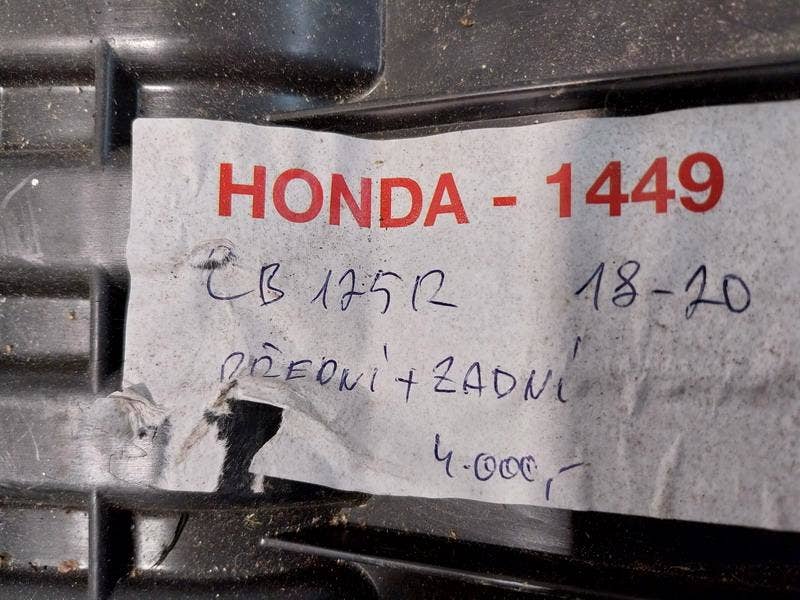 HONDA - 1449
CB 125R 18-20
PŘEDNÍ + ZADNÍ
4.000,-